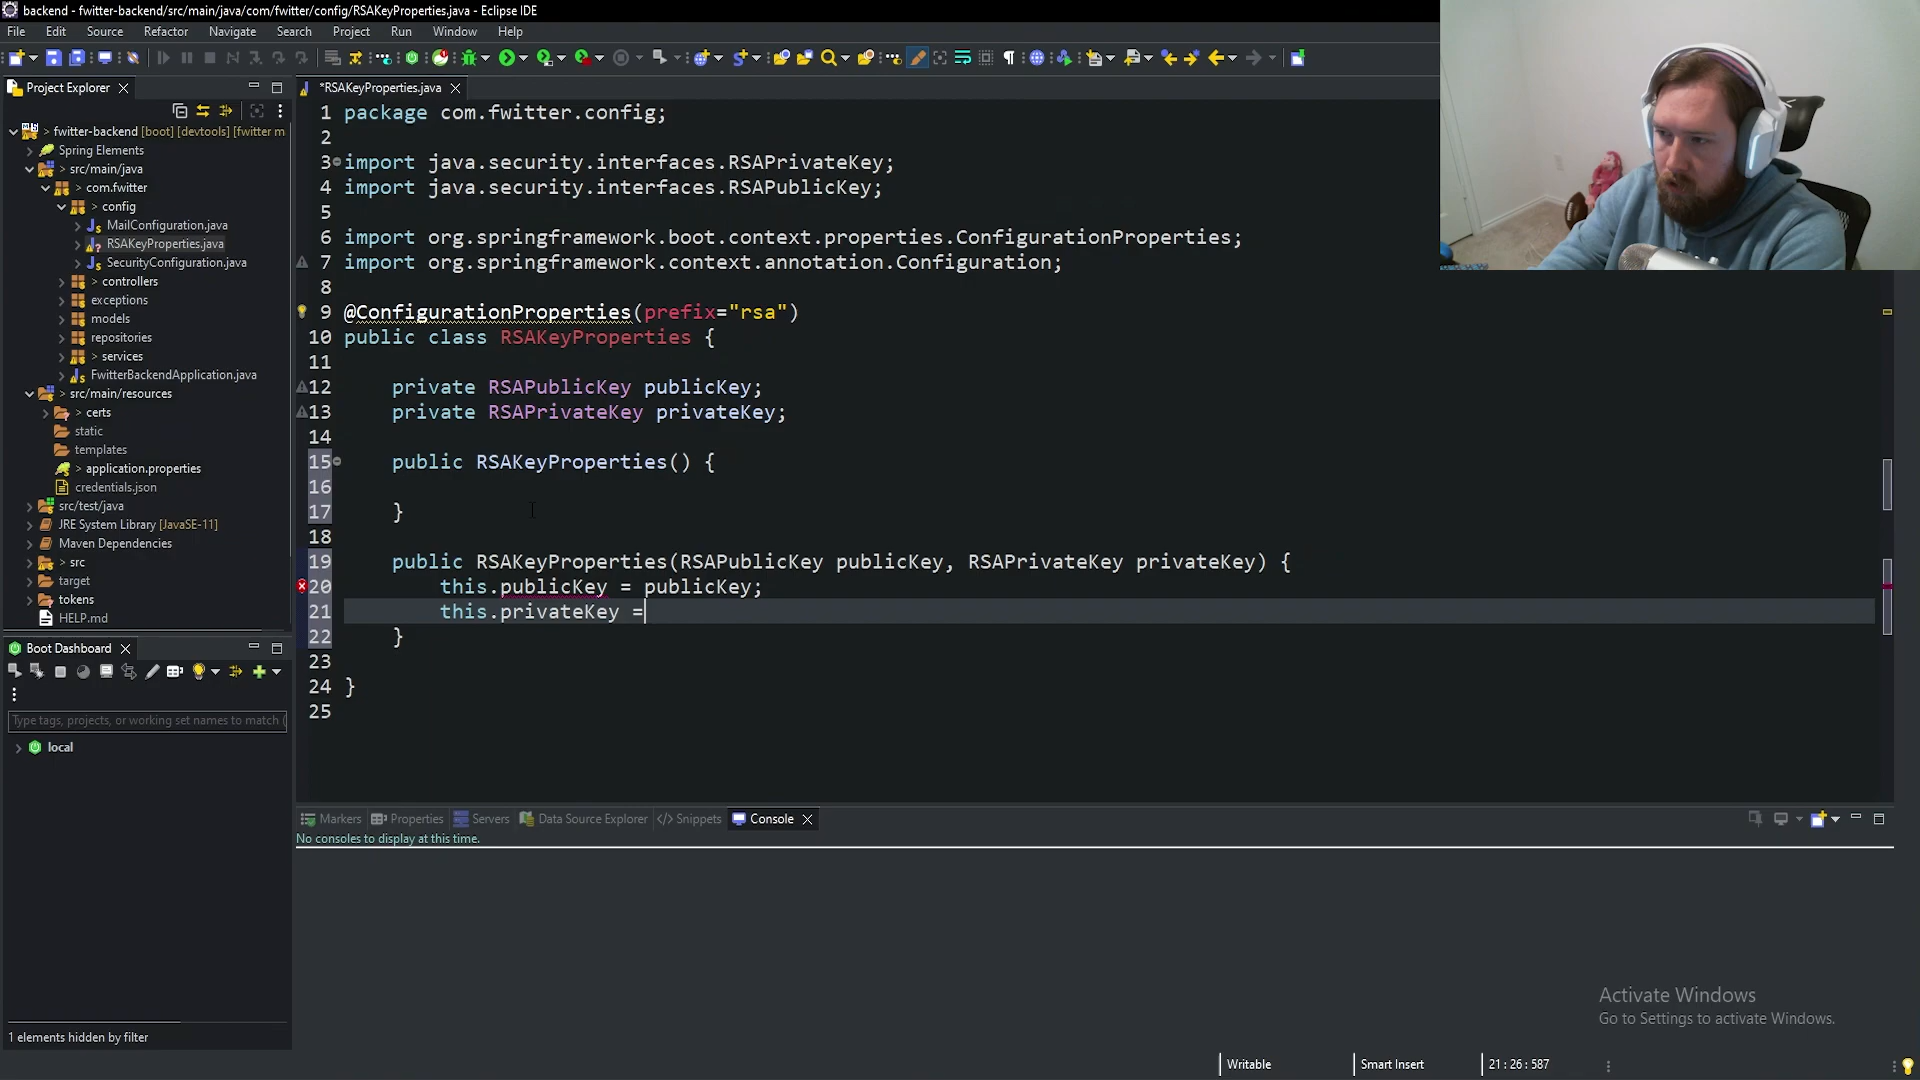 backend - fwitter-backend/src/main/java/com/fwitter/config/RSAKeyProperties.java - Eclipse IDE
File Edit Source Refactor Navigate Search Project Run Window Help
Project Explorer
*RSAKeyProperties.java
> fwitter-backend [boot] [devtools] [fwitter m
Spring Elements
> src/main/java
> com.fwitter
> config
MailConfiguration.java
RSAKeyProperties.java
SecurityConfiguration.java
> controllers
exceptions
models
repositories
> services
FwitterBackendApplication.java
> src/main/resources
> certs
static
templates
> application.properties
credentials.json
src/test/java
JRE System Library [JavaSE-11]
Maven Dependencies
> src
target
tokens
HELP.md
1 package com.fwitter.config;
2
3 import java.security.interfaces.RSAPrivateKey;
4 import java.security.interfaces.RSAPublicKey;
5
6 import org.springframework.boot.context.properties.ConfigurationProperties;
7 import org.springframework.context.annotation.Configuration;
8
9 @ConfigurationProperties(prefix="rsa")
10 public class RSAKeyProperties {
11
12 private RSAPublicKey publicKey;
13 private RSAPrivateKey privateKey;
14
15 public RSAKeyProperties() {
16
17 }
18
19 public RSAKeyProperties(RSAPublicKey publicKey, RSAPrivateKey privateKey) {
20 this.publicKey = publicKey;
21 this.privateKey =
22 }
23
24 }
25
Boot Dashboard
Type tags, projects, or working set names to match (
local
1 elements hidden by filter
Markers Properties Servers Data Source Explorer Snippets Console
No consoles to display at this time.
Activate Windows
Go to Settings to activate Windows.
Writable Smart Insert 21 : 26 : 587